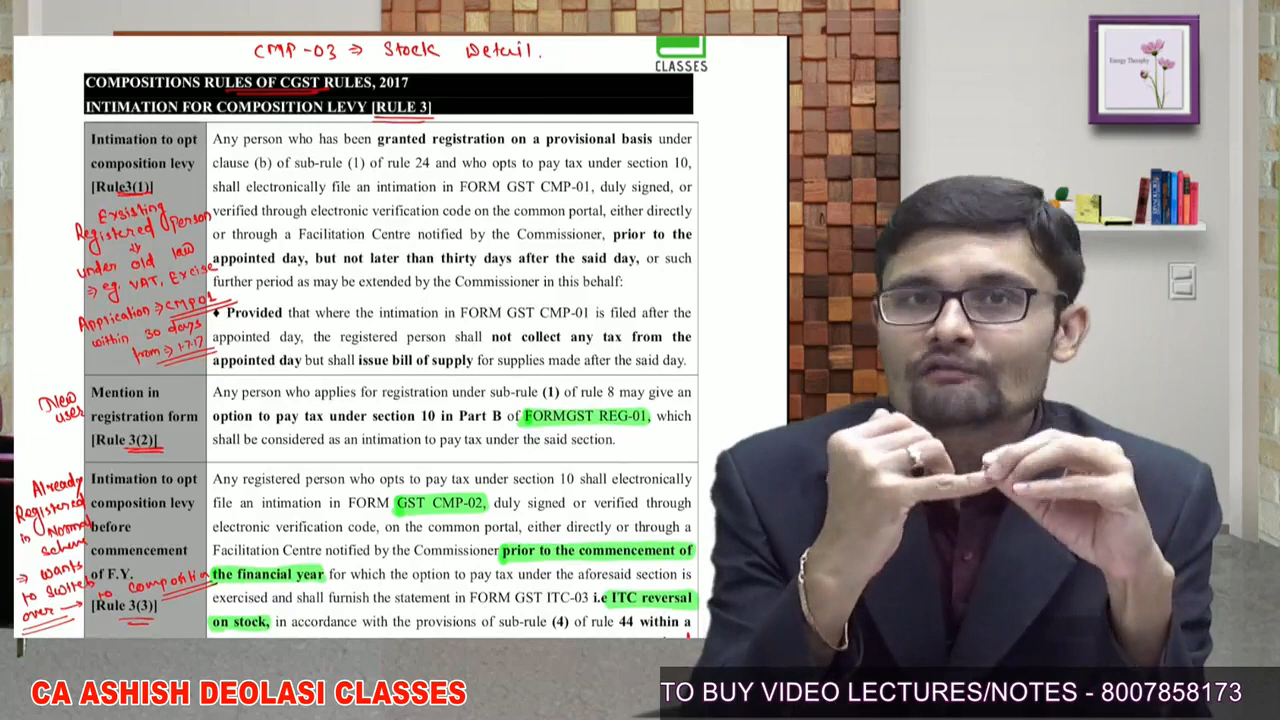 CMP-03 ⇒ Stock Detail.
CLASSES
COMPOSITIONS RULES OF CGST RULES, 2017
INTIMATION FOR COMPOSITION LEVY [RULE 3]
Intimation to opt
composition levy
[Rule3(1)]
Exsisting
Registered person
⇓
under old law
⇒ eg. VAT, Excise
Application ⇒ CMP01
within 30 days
from ⇒ 1.7.17
Any person who has been granted registration on a provisional basis under
clause (b) of sub-rule (1) of rule 24 and who opts to pay tax under section 10,
shall electronically file an intimation in FORM GST CMP-01, duly signed, or
verified through electronic verification code on the common portal, either directly
or through a Facilitation Centre notified by the Commissioner, prior to the
appointed day, but not later than thirty days after the said day, or such
further period as may be extended by the Commissioner in this behalf:
♦ Provided that where the intimation in FORM GST CMP-01 is filed after the
appointed day, the registered person shall not collect any tax from the
appointed day but shall issue bill of supply for supplies made after the said day.
New
user
Mention in
registration form
[Rule 3(2)]
Any person who applies for registration under sub-rule (1) of rule 8 may give an
option to pay tax under section 10 in Part B of FORMGST REG-01, which
shall be considered as an intimation to pay tax under the said section.
Already
Registered
in Normal
scheme
⇒ wants
to switch
over → to composition
Intimation to opt
composition levy
before
commencement
of F.Y.
[Rule 3(3)]
Any registered person who opts to pay tax under section 10 shall electronically
file an intimation in FORM GST CMP-02, duly signed or verified through
electronic verification code, on the common portal, either directly or through a
Facilitation Centre notified by the Commissioner prior to the commencement of
the financial year for which the option to pay tax under the aforesaid section is
exercised and shall furnish the statement in FORM GST ITC-03 i.e ITC reversal
on stock, in accordance with the provisions of sub-rule (4) of rule 44 within a
Energy Theraphy
CA ASHISH DEOLASI CLASSES
TO BUY VIDEO LECTURES/NOTES - 8007858173